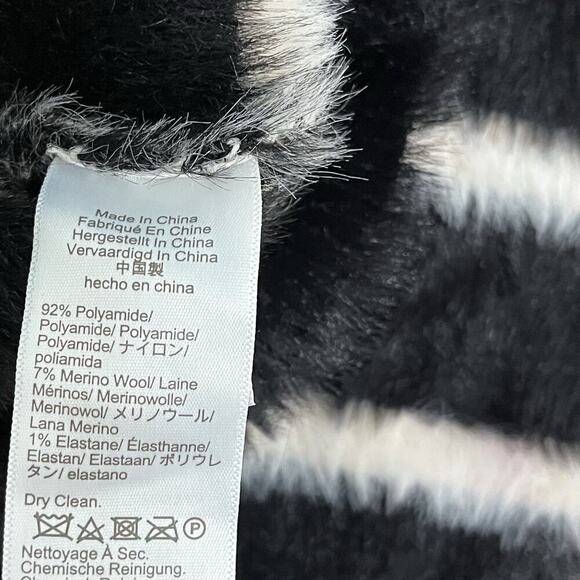 Made In China
Fabriqué En Chine
Hergestellt In China
Vervaardigd In China
中国製
hecho en china
92% Polyamide/
Polyamide/ Polyamide/
Polyamide/ ナイロン/
poliamida
7% Merino Wool/ Laine
Mérinos/ Merinowolle/
Merinowol/ メリノウール/
Lana Merino
1% Elastane/ Élasthanne/
Elastan/ Elastaan/ ポリウレ
タン/ elastano
Dry Clean.
P
Nettoyage À Sec.
Chemische Reinigung.